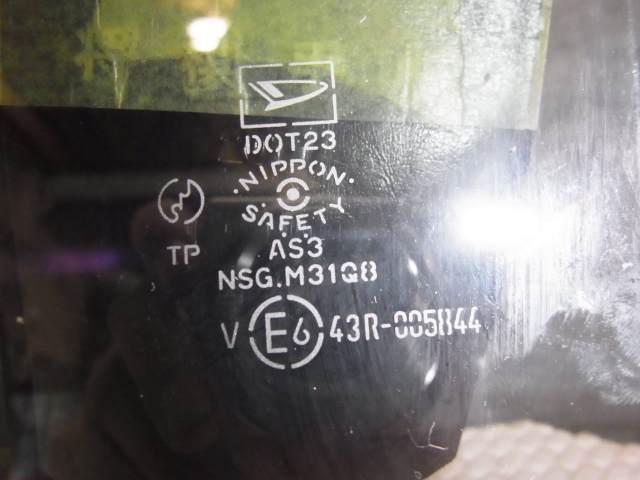 DOT23
NIPPON
SAFETY
TP
AS3
NSG.M31Q8
V E6 43R-005844